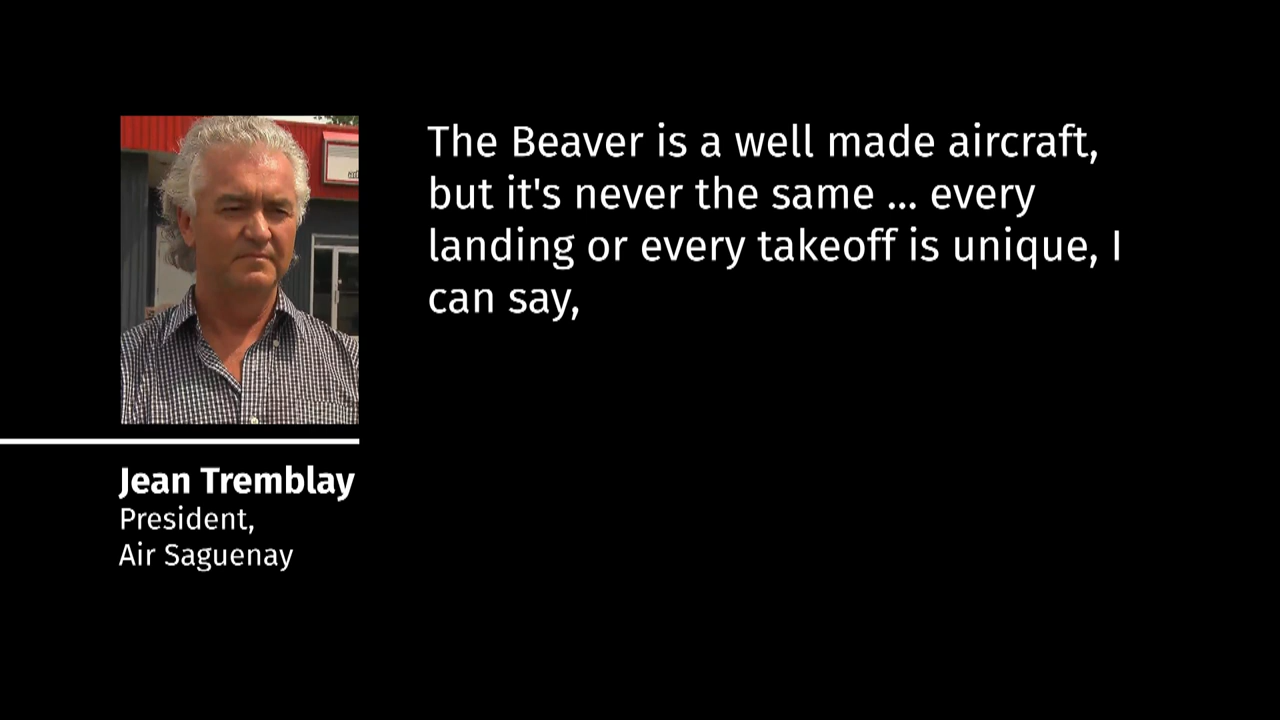 The Beaver is a well made aircraft,
but it's never the same ... every
landing or every takeoff is unique, I
can say,
Jean Tremblay
President,
Air Saguenay